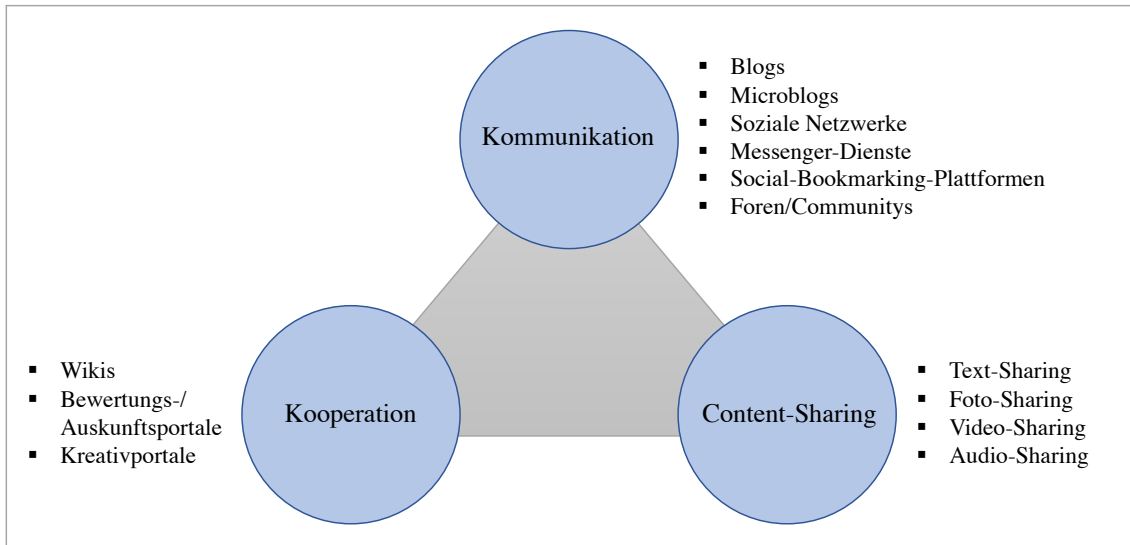 Kommunikation
▪ Blogs
▪ Microblogs
▪ Soziale Netzwerke
▪ Messenger-Dienste
▪ Social-Bookmarking-Plattformen
▪ Foren/Communitys
▪ Wikis
▪ Bewertungs-/
Auskunftsportale
▪ Kreativportale
Kooperation
Content-Sharing
▪ Text-Sharing
▪ Foto-Sharing
▪ Video-Sharing
▪ Audio-Sharing